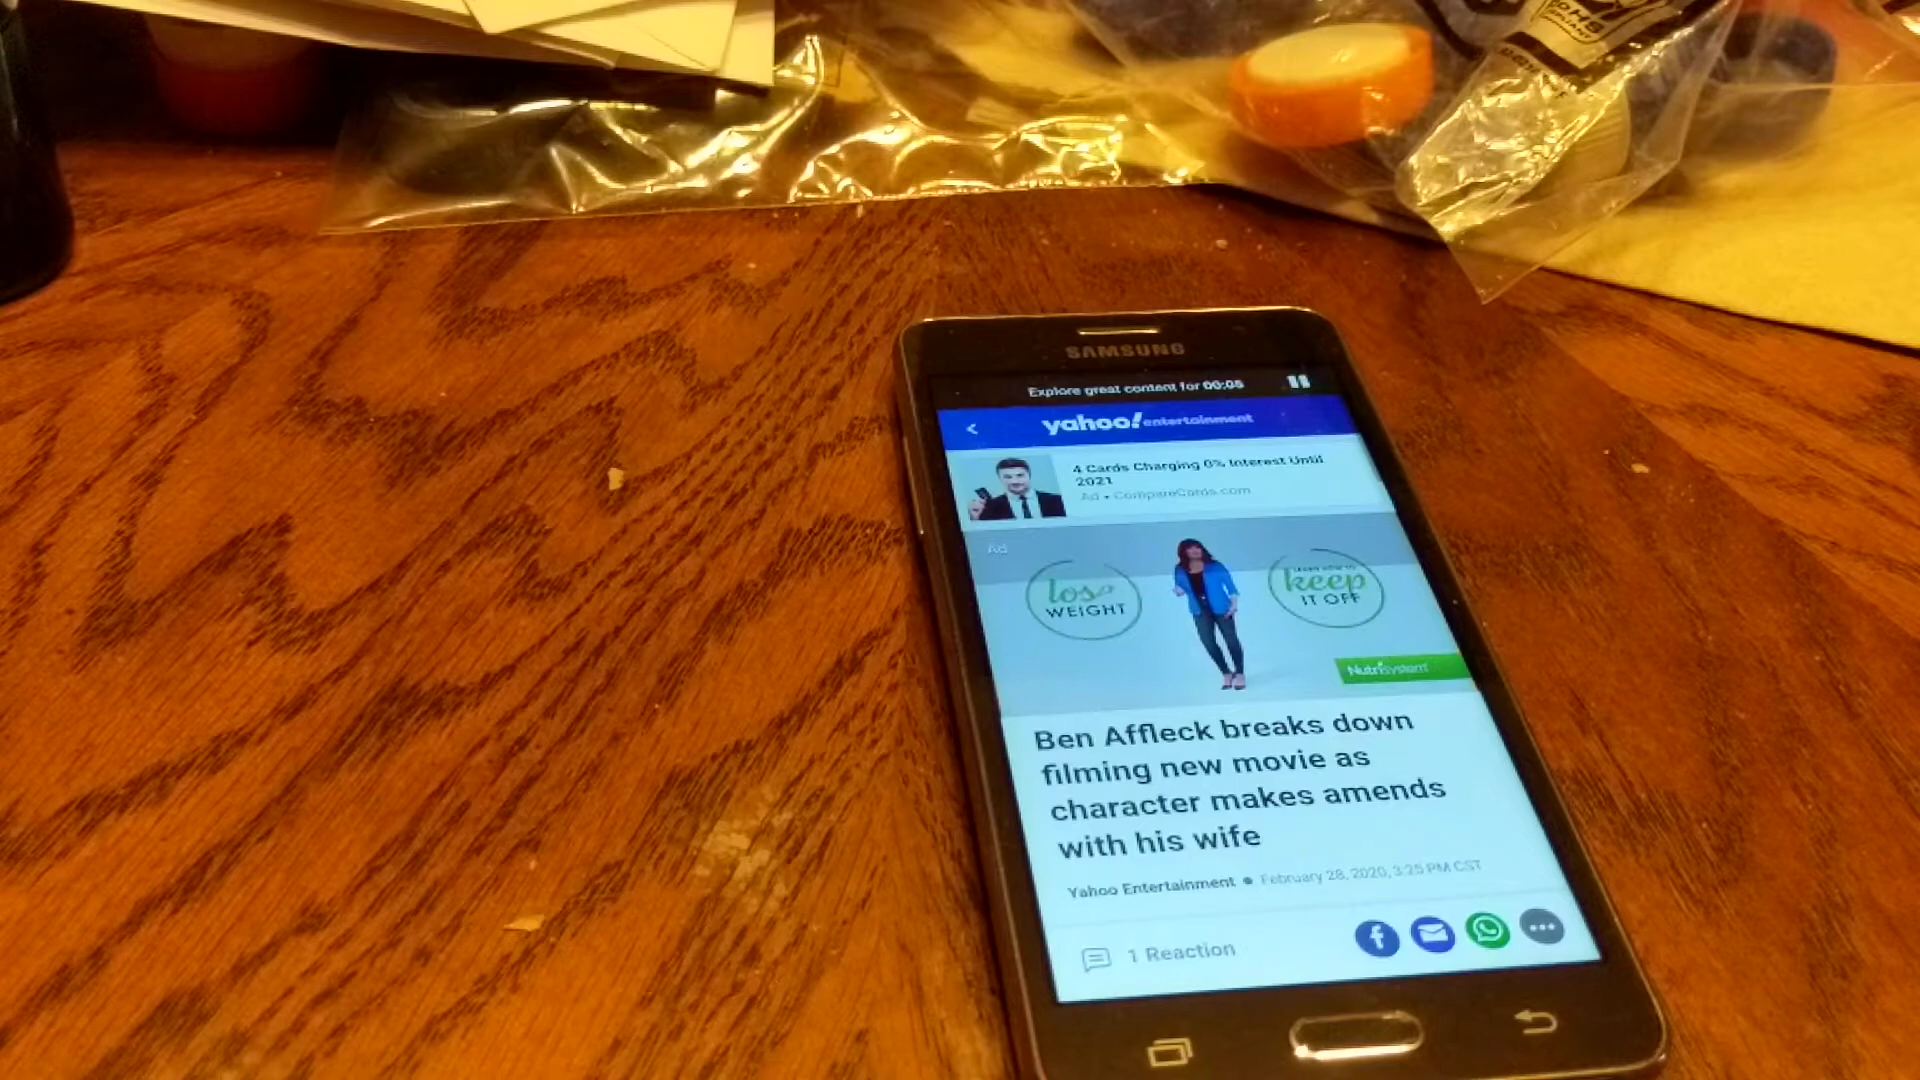 RoHS
SAMSUNG
Explore great content for 00:05
yahoo! entertainment
4 Cards Charging 0% Interest Until
2021
Ad • CompareCards.com
Ad
lose
WEIGHT
keep
IT OFF
Nutrisystem
Ben Affleck breaks down
filming new movie as
character makes amends
with his wife
Yahoo Entertainment • February 28, 2020, 3:25 PM CST
1 Reaction